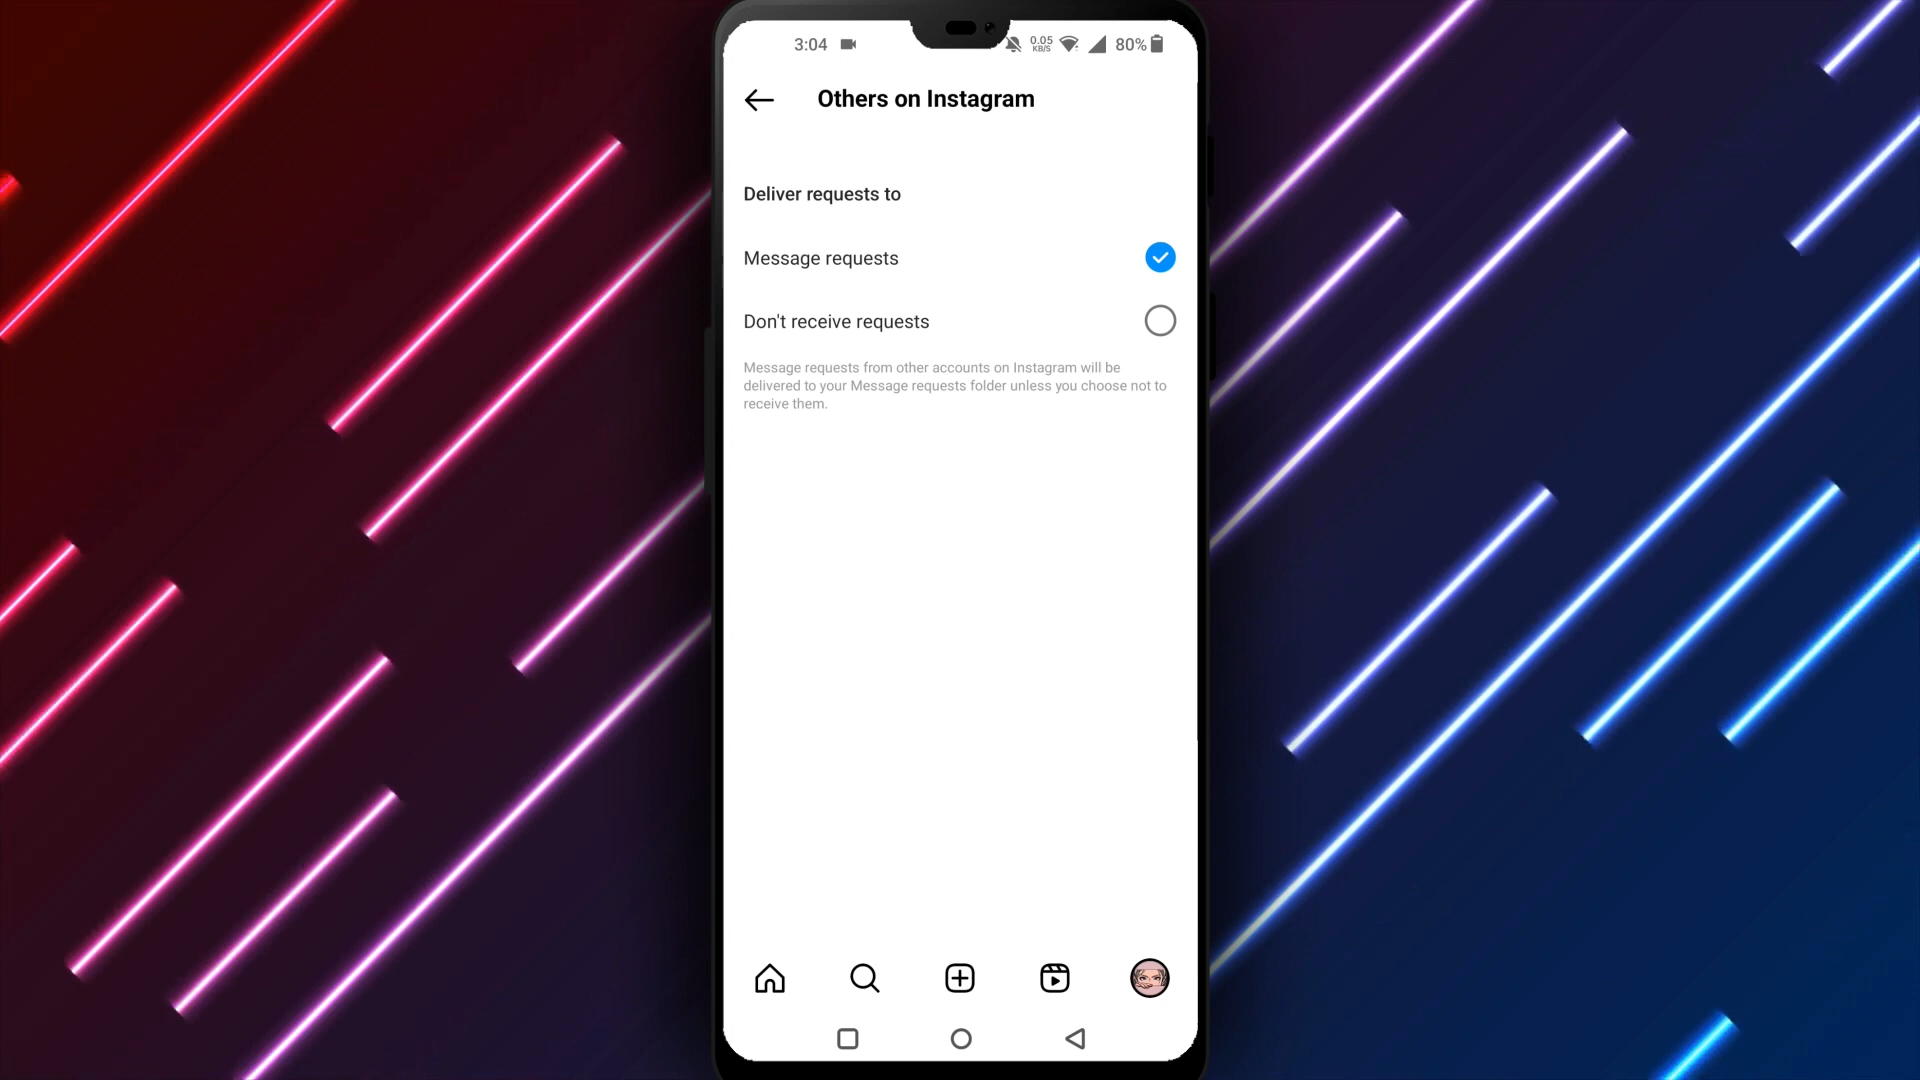 3:04 0.05 KB/S 80%
Others on Instagram
Deliver requests to
Message requests
Don't receive requests
Message requests from other accounts on Instagram will be
delivered to your Message requests folder unless you choose not to
receive them.